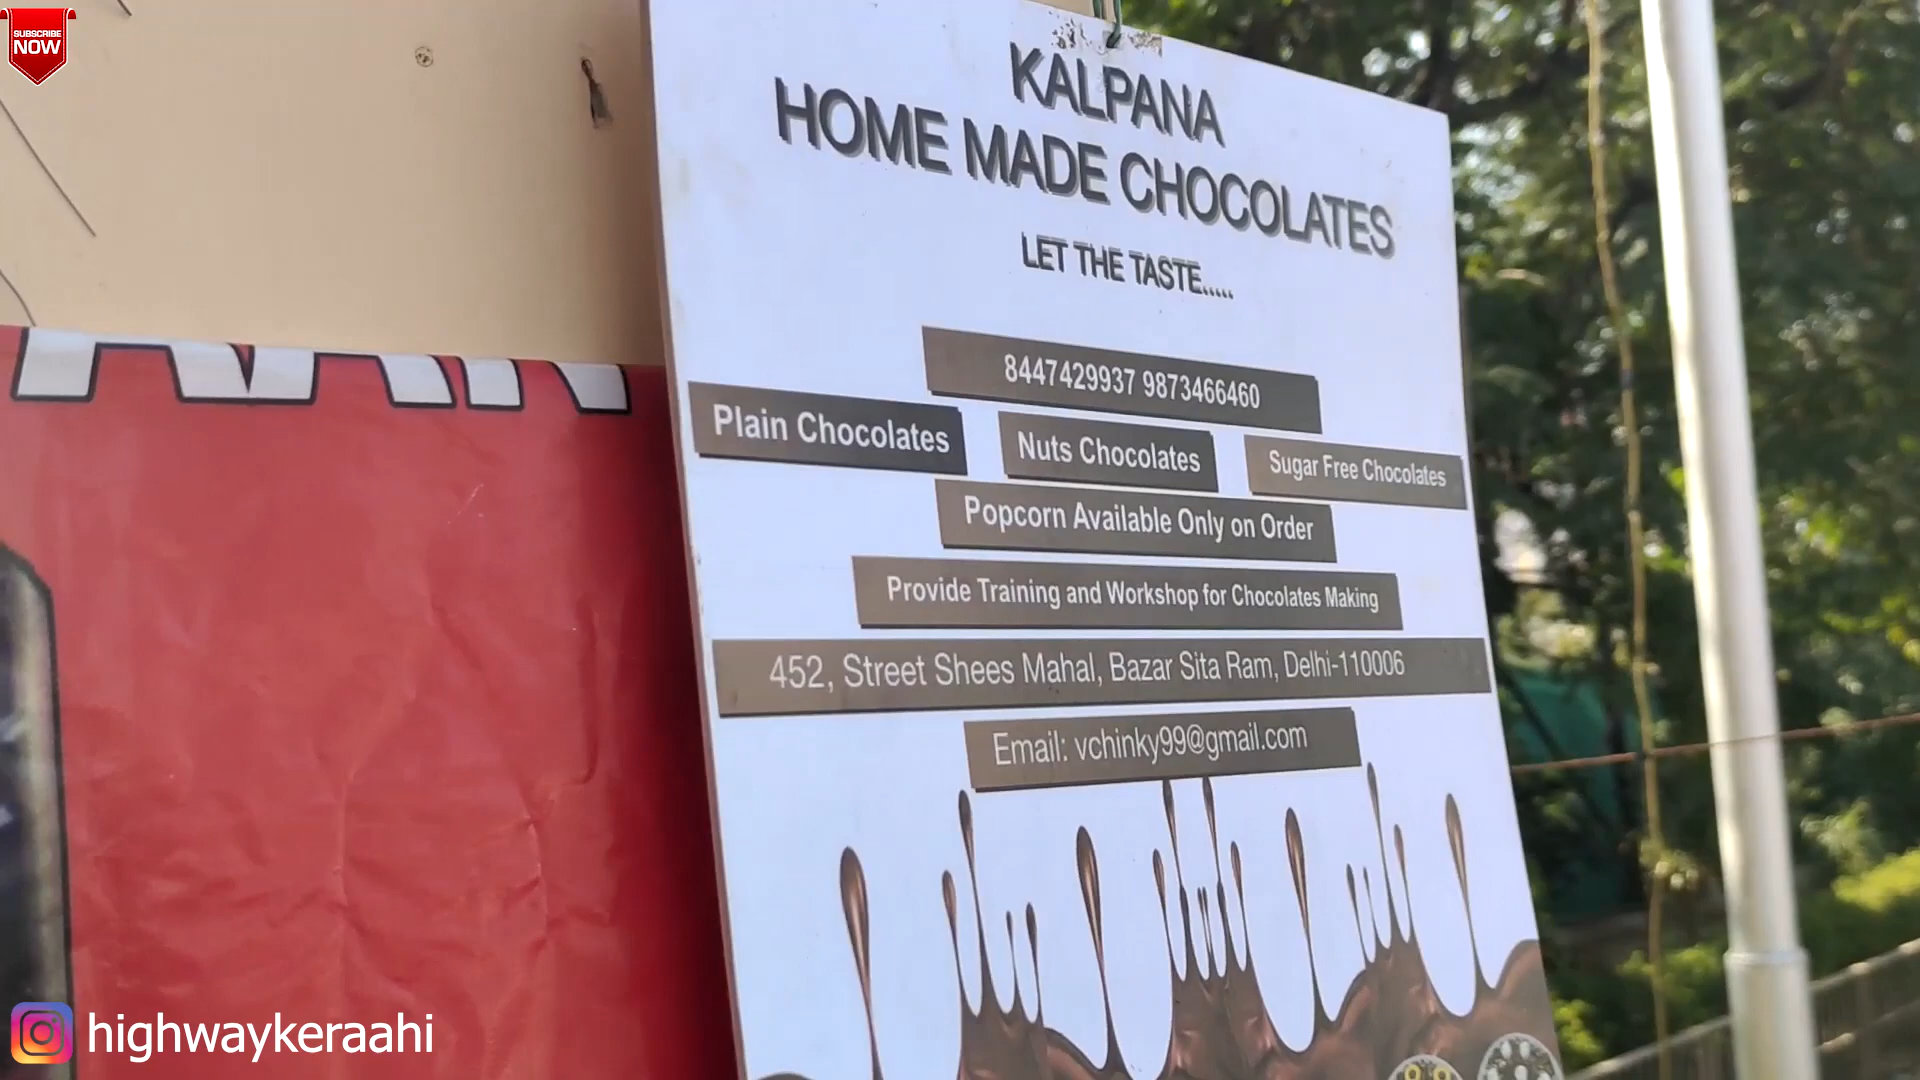 SUBSCRIBE
NOW
KALPANA
HOME MADE CHOCOLATES
LET THE TASTE.....
8447429937 9873466460
Plain Chocolates
Nuts Chocolates
Sugar Free Chocolates
Popcorn Available Only on Order
Provide Training and Workshop for Chocolates Making
452, Street Shees Mahal, Bazar Sita Ram, Delhi-110006
Email: vchinky99@gmail.com
highwaykeraahi